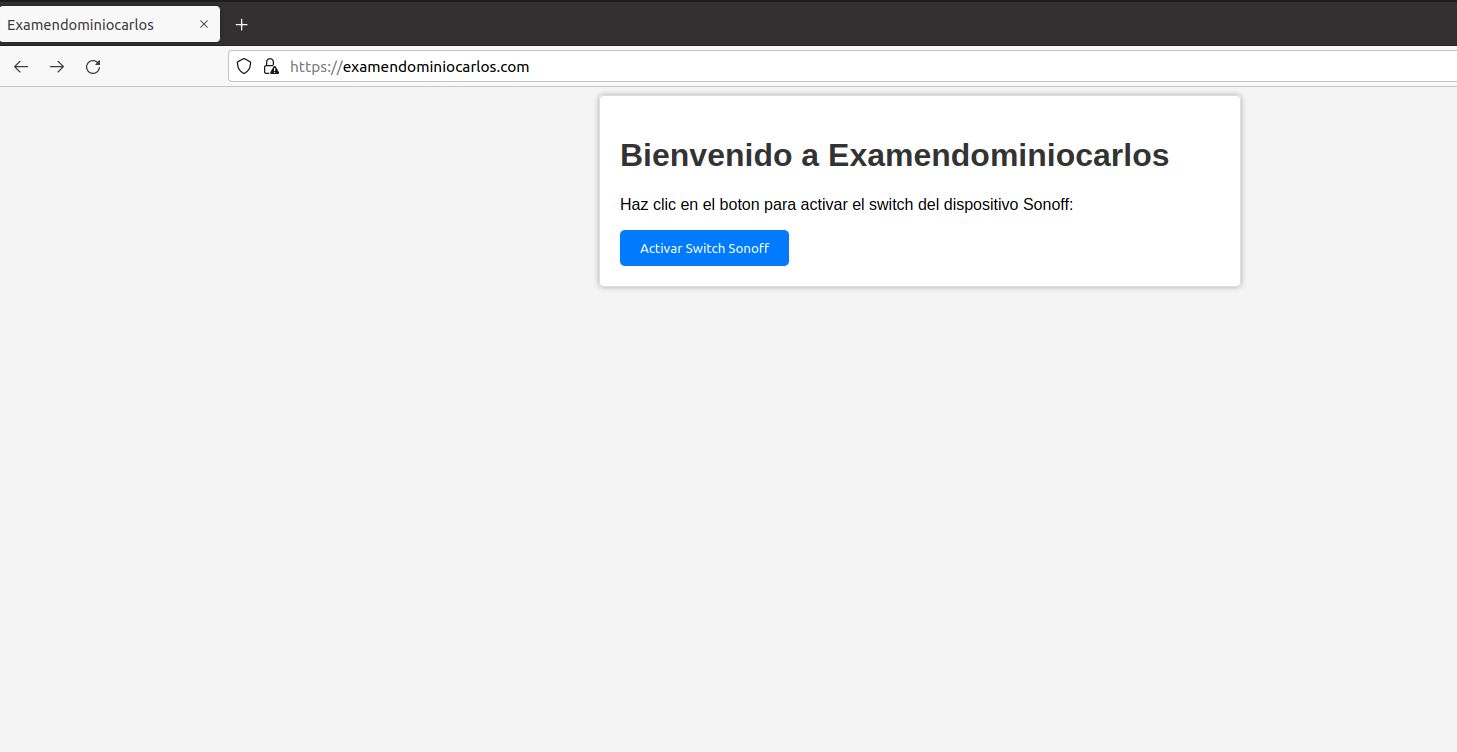 Examendominiocarlos
https://examendominiocarlos.com
Bienvenido a Examendominiocarlos
Haz clic en el boton para activar el switch del dispositivo Sonoff:
Activar Switch Sonoff